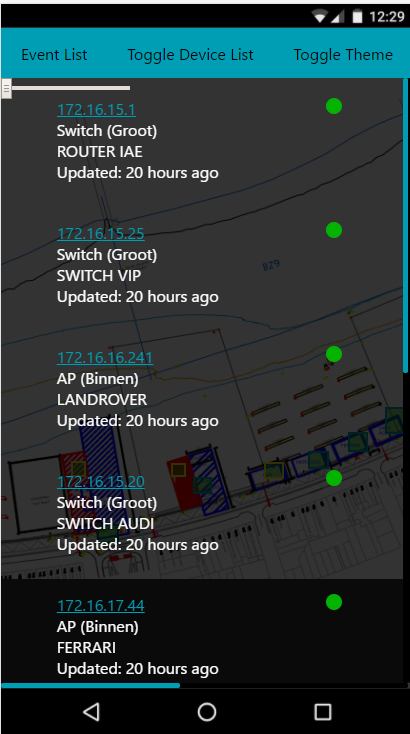 12:29
Event List Toggle Device List Toggle Theme
172.16.15.1
Switch (Groot)
ROUTER IAE
Updated: 20 hours ago
172.16.15.25
Switch (Groot)
SWITCH VIP
Updated: 20 hours ago
BZ9
172.16.16.241
AP (Binnen)
LANDROVER
Updated: 20 hours ago
172.16.15.20
Switch (Groot)
SWITCH AUDI
Updated: 20 hours ago
172.16.17.44
AP (Binnen)
FERRARI
Updated: 20 hours ago